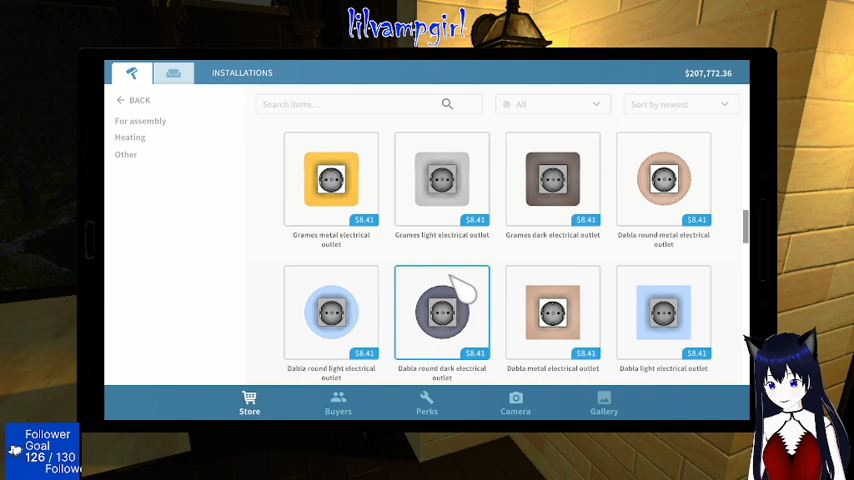 lilvampgirl
INSTALLATIONS
$207,772.36
BACK
Search items...
All
Sort by newest
For assembly
Heating
Other
$8.41
$8.41
$8.41
$8.41
Grames metal electrical
outlet
Grames light electrical outlet
Grames dark electrical outlet
Dabla round metal electrical
outlet
$8.41
$8.41
$8.41
$8.41
Dabla round light electrical
outlet
Dabla round dark electrical
outlet
Dabla metal electrical outlet
Dabla light electrical outlet
Store
Buyers
Perks
Camera
Gallery
Follower
Goal
126 / 130
Followe